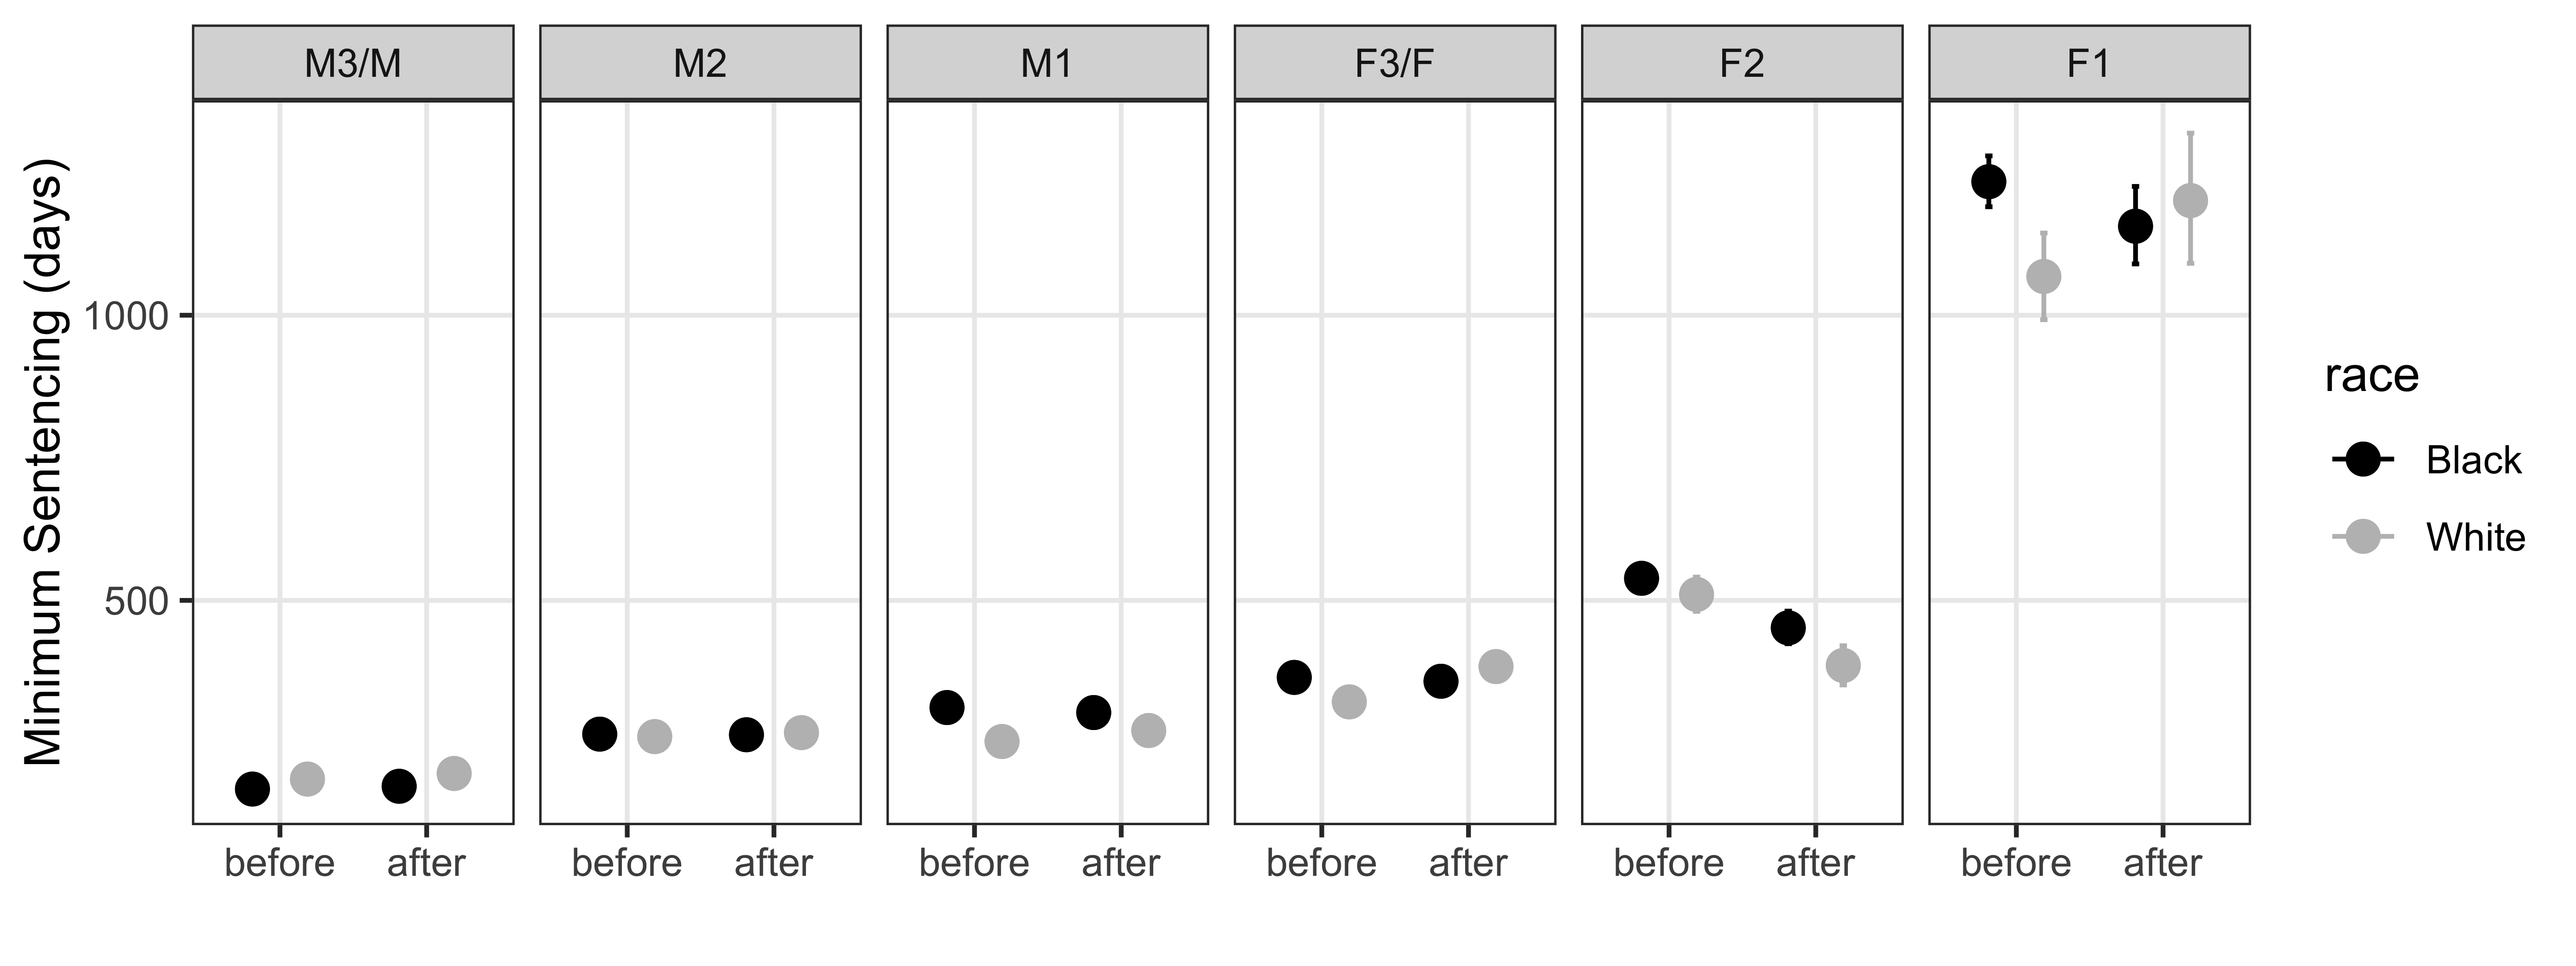 M3/M M2 M1 F3/F F2 F1
Minimum Sentencing (days)
1000
500
before after before after before after before after before after before after
race
Black
White